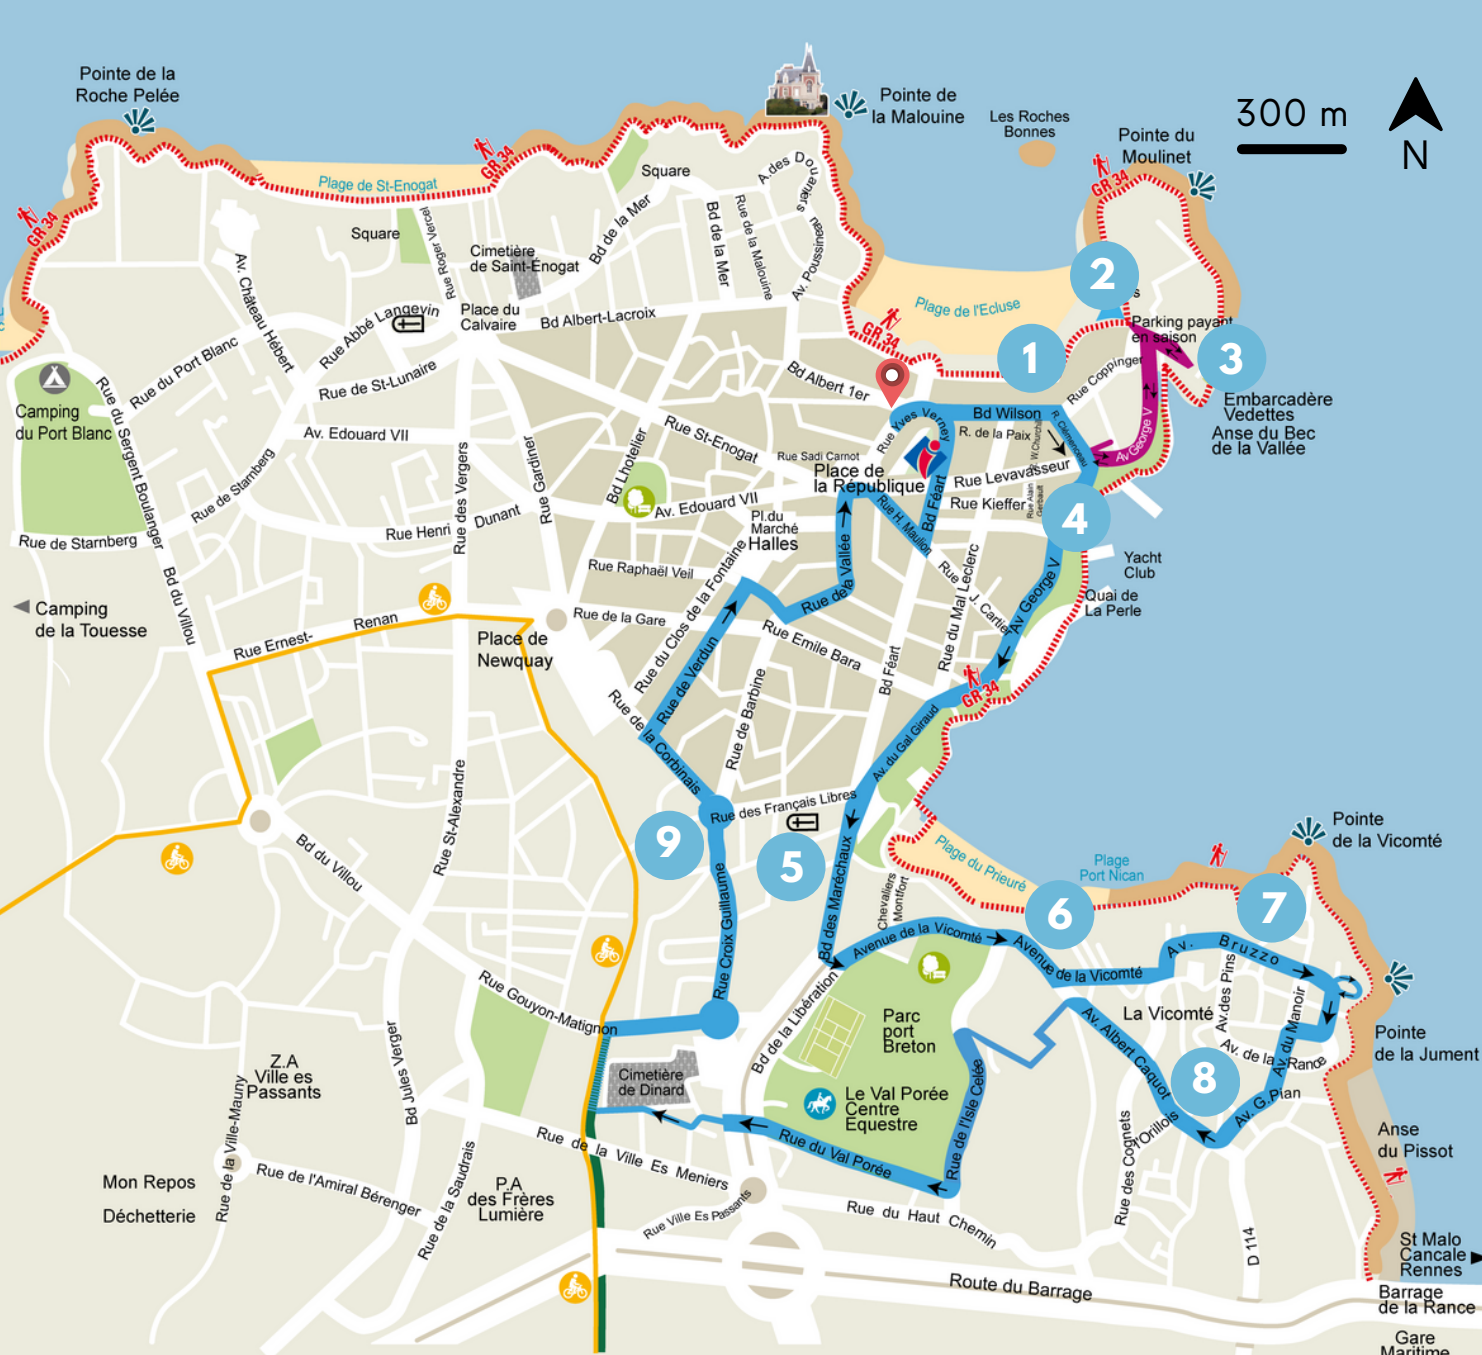 Pointe de la
Roche Pelée
Pointe de
la Malouine
Les Roches
Bonnes
300 m
N
Pointe du
Moulinet
GR 34
GR 34
GR 34
GR 34
GR 34
Plage de St-Enogat
Square
Square
A.des Douaniers
Bd de la Mer
Bd de la Mer
Rue de la Malouine
Av. Poussineau
Rue Roger Vercel
Cimetière
de Saint-Énogat
Av. Château Hébert
Plage de l'Ecluse
2
1
3
Parking payant
en saison
Rue Abbé Langevin
Place du
Calvaire
Bd Albert-Lacroix
Rue du Port Blanc
Rue de St-Lunaire
Bd Albert 1er
Rue Coppinger
Camping
du Port Blanc
Rue du Sergent Boulanger
Embarcadère
Vedettes
Anse du Bec
de la Vallée
Rue Yves Verney
Bd Wilson
R. de la Paix
R. W.Churchill
R. Clémenceau
Av George V
Av. Edouard VII
Rue St-Enogat
Rue Sadi Carnot
Place de
la République
Rue Levavasseur
Rue Kieffer
Rue Alain
Gerbault
4
Rue de Starnberg
Rue des Vergers
Rue Gardiner
Bd Lhotelier
Av. Edouard VII
Bd Féart
Rue H. Maulion
Rue de Starnberg
Rue Henri Dunant
Pl.du
Marché
Halles
Rue Raphaël Veil
Rue du Clos de la Fontaine
Rue de la Vallée
Rue J. Cartier
Rue du Mal Leclerc
Av George V
Yacht
Club
Quai de
La Perle
Camping
de la Touesse
Bd du Villou
Rue Ernest- Renan
Place de
Newquay
Rue de la Gare
Rue de Verdun
Rue Emile Bara
Bd Féart
Rue de la Corbinais
Rue de Barbine
Av. du Gal Giraud
Rue des Français Libres
Rue St-Alexandre
Bd du Villou
9
5
Bd des Maréchaux
Rue Croix Guillaume
Chevaliers
Montfort
Plage du Prieuré
Plage
Port Nican
Pointe
de la Vicomté
6
7
Avenue de la Vicomté
Avenue de la Vicomté
Av. Bruzzo
Av.des Pins
La Vicomté
Av. du Manoir
Av. de la Rance
Pointe
de la Jument
Rue Gouyon-Matignon
Bd de la Libération
Parc
port
Breton
Av. Albert Caquot
8
Av. G.Pian
Z.A
Ville es
Passants
Bd Jules Verger
Cimetière
de Dinard
Le Val Porée
Centre
Equestre
Rue de l'Isle Celée
Rue du Val Porée
Rue des Cognets
l'Orillois
Anse
du Pissot
Rue de la Ville-Mauny
Rue de la Ville Es Meniers
Mon Repos
Déchetterie
Rue de l'Amiral Bérenger
Rue de la Saudrais
P.A
des Frères
Lumière
Rue Ville Es Passants
Rue du Haut Chemin
D 114
Route du Barrage
St Malo
Cancale
Rennes
Barrage
de la Rance
Gare
Maritime